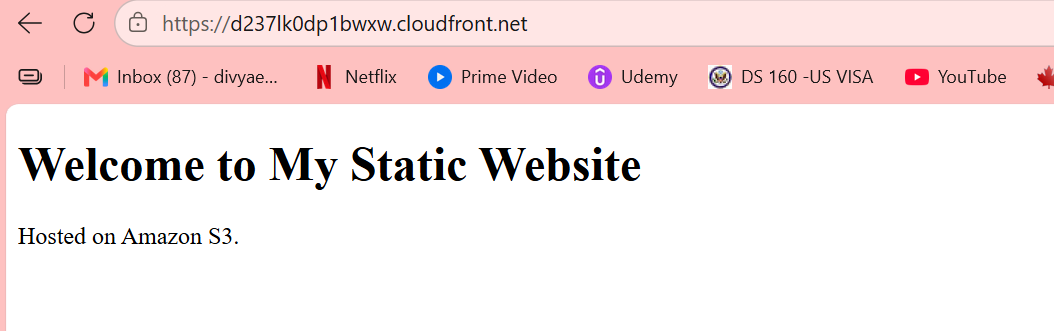 https://d237lk0dp1bwxw.cloudfront.net
Inbox (87) - divyae... Netflix Prime Video Udemy DS 160 -US VISA YouTube
Welcome to My Static Website
Hosted on Amazon S3.